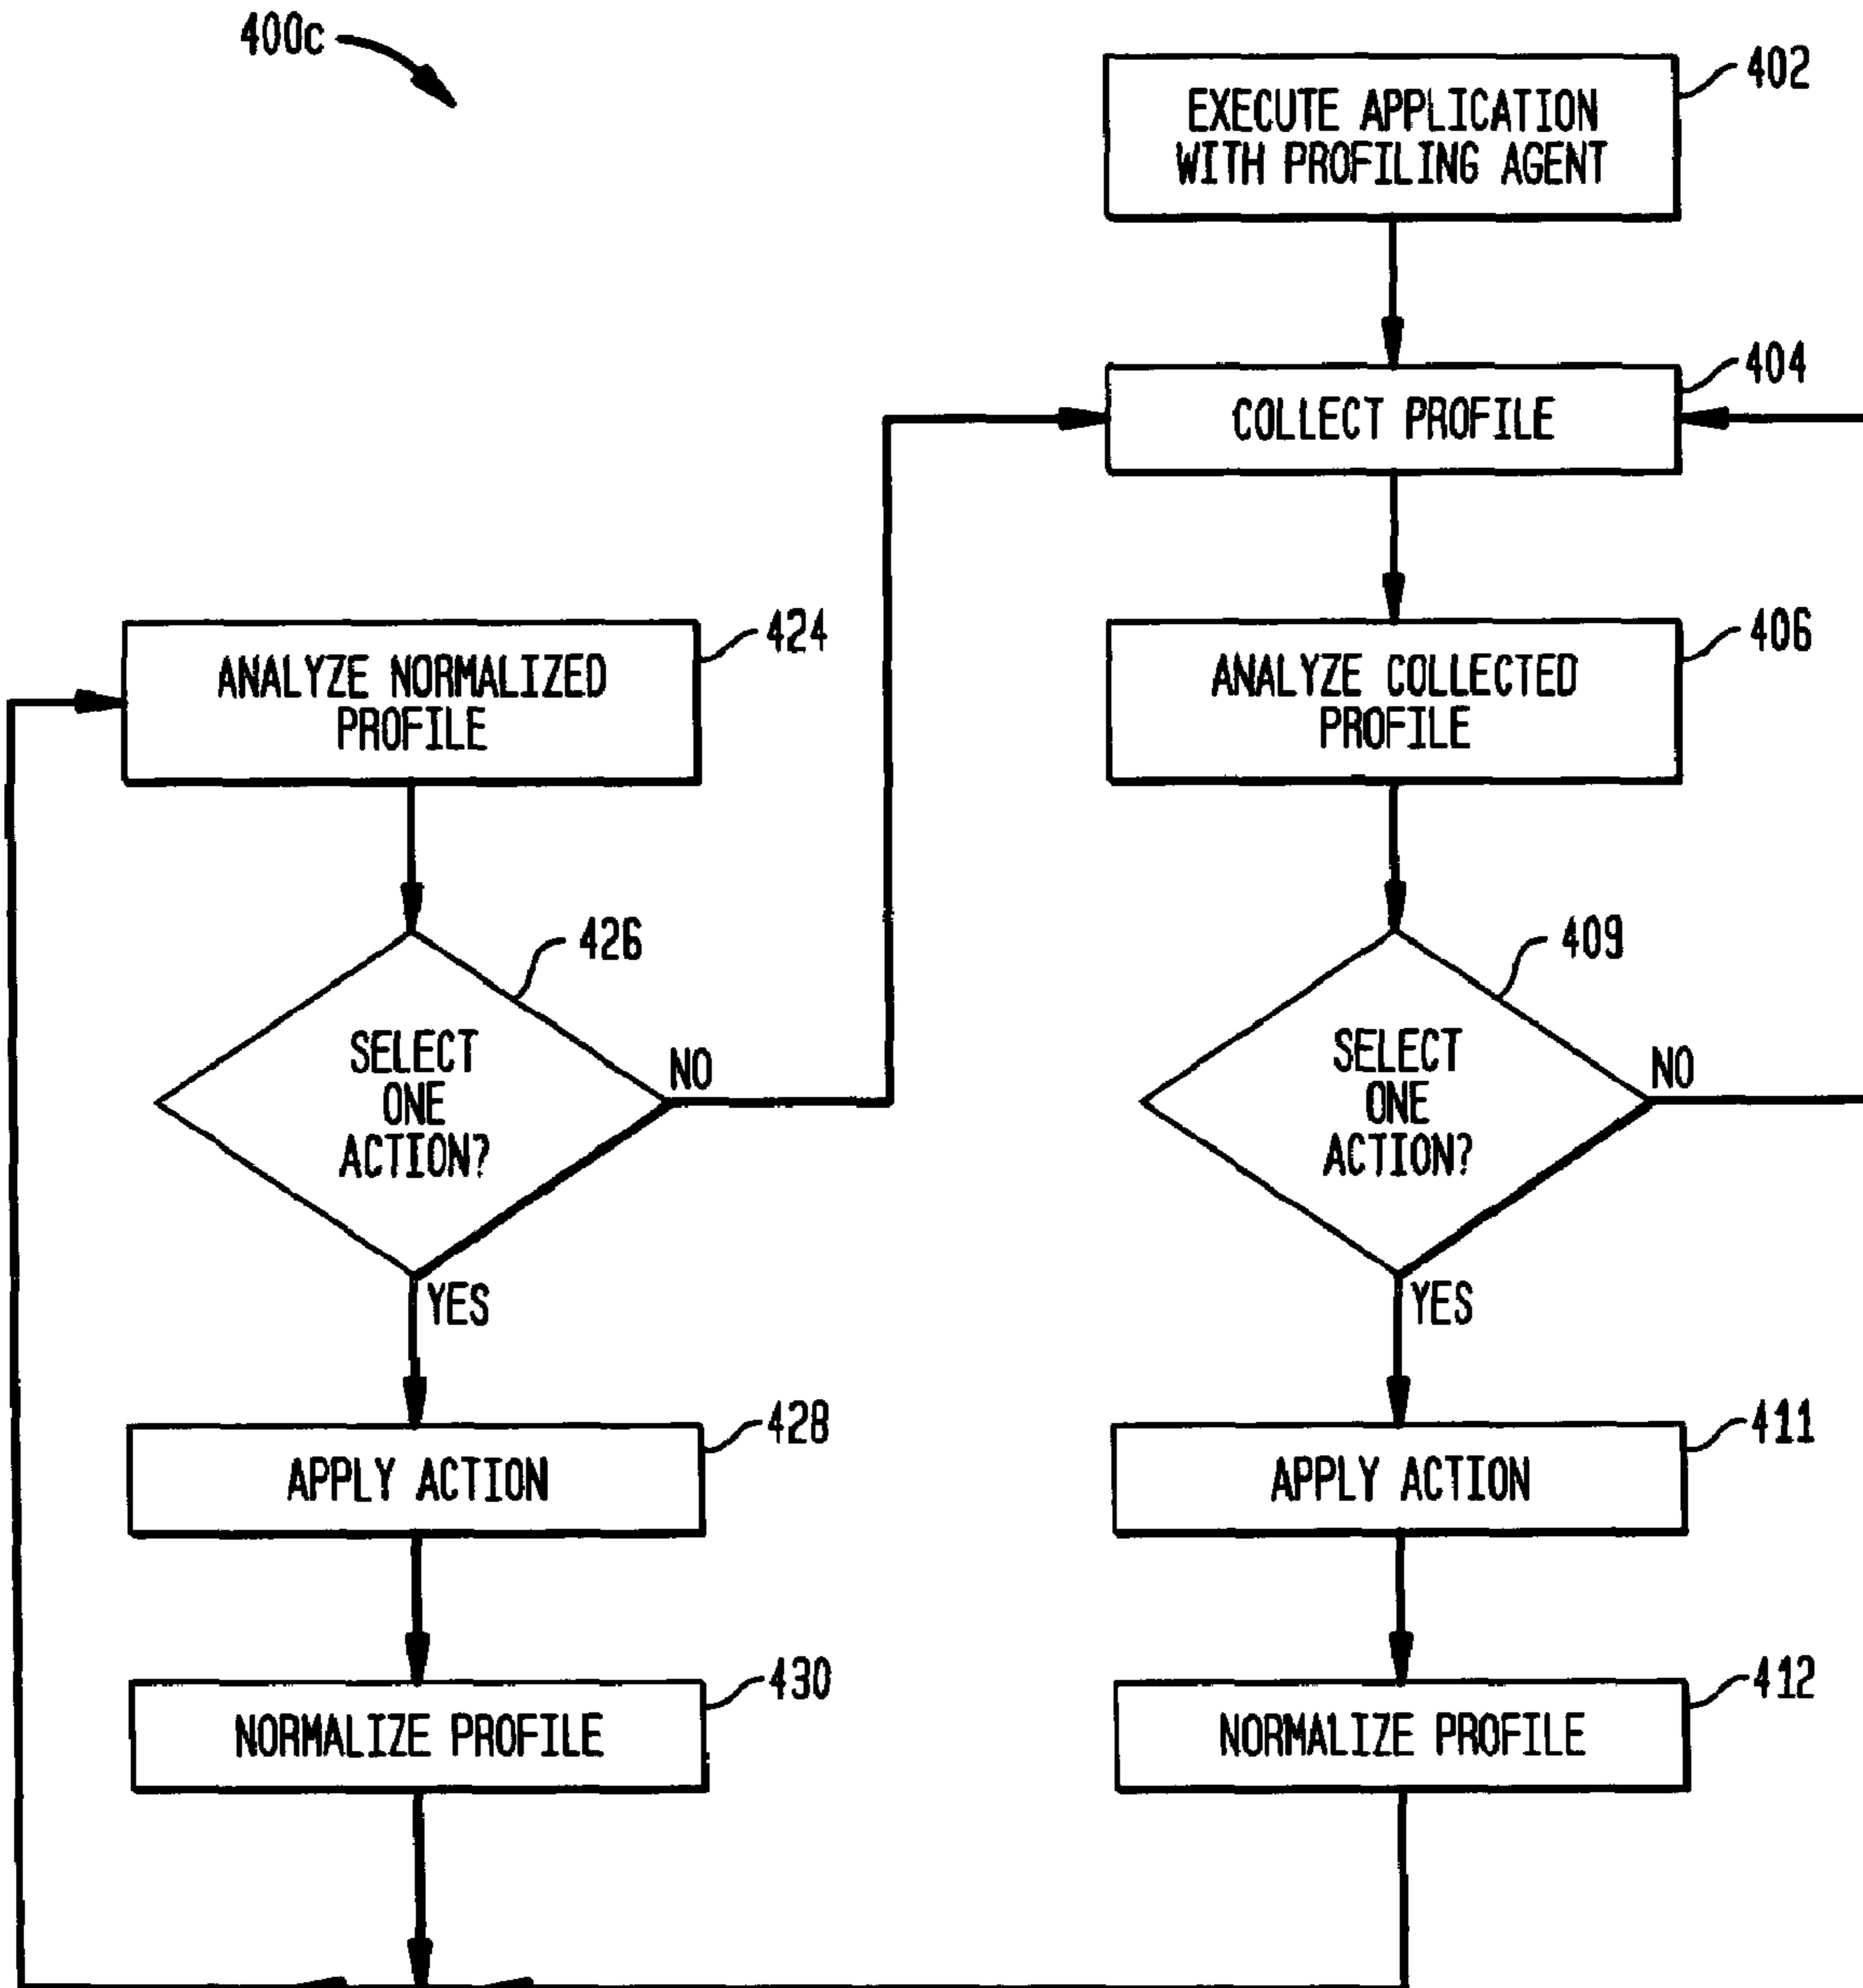 400c
402
EXECUTE APPLICATION
WITH PROFILING AGENT
404
COLLECT PROFILE
424
ANALYZE NORMALIZED
PROFILE
406
ANALYZE COLLECTED
PROFILE
426
SELECT
ONE
ACTION?
NO
YES
409
SELECT
ONE
ACTION?
NO
YES
428
APPLY ACTION
411
APPLY ACTION
430
NORMALIZE PROFILE
412
NORMALIZE PROFILE